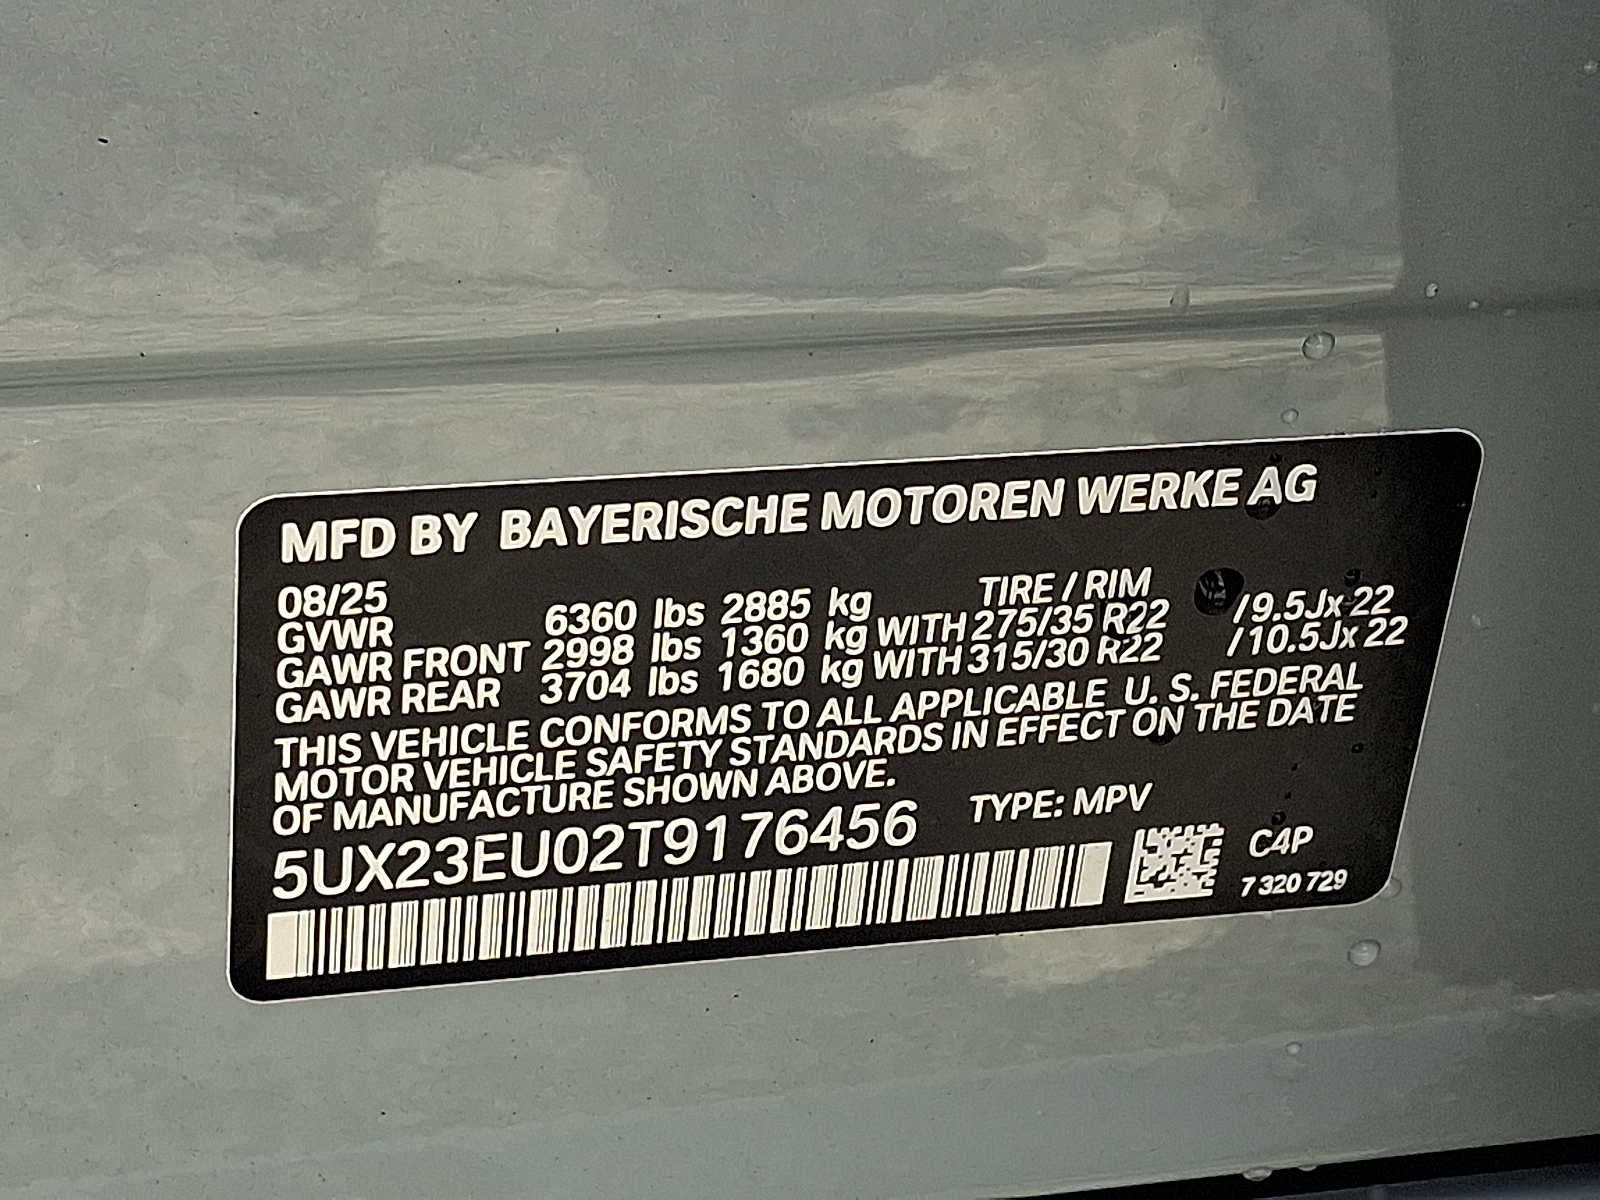 MFD BY BAYERISCHE MOTOREN WERKE AG
08/25 TIRE / RIM
GVWR 6360 lbs 2885 kg
GAWR FRONT 2998 lbs 1360 kg WITH 275/35 R22 /9.5Jx 22
GAWR REAR 3704 lbs 1680 kg WITH 315/30 R22 /10.5Jx 22
THIS VEHICLE CONFORMS TO ALL APPLICABLE U. S. FEDERAL
MOTOR VEHICLE SAFETY STANDARDS IN EFFECT ON THE DATE
OF MANUFACTURE SHOWN ABOVE.
5UX23EU02T9176456 TYPE: MPV
C4P
7 320 729